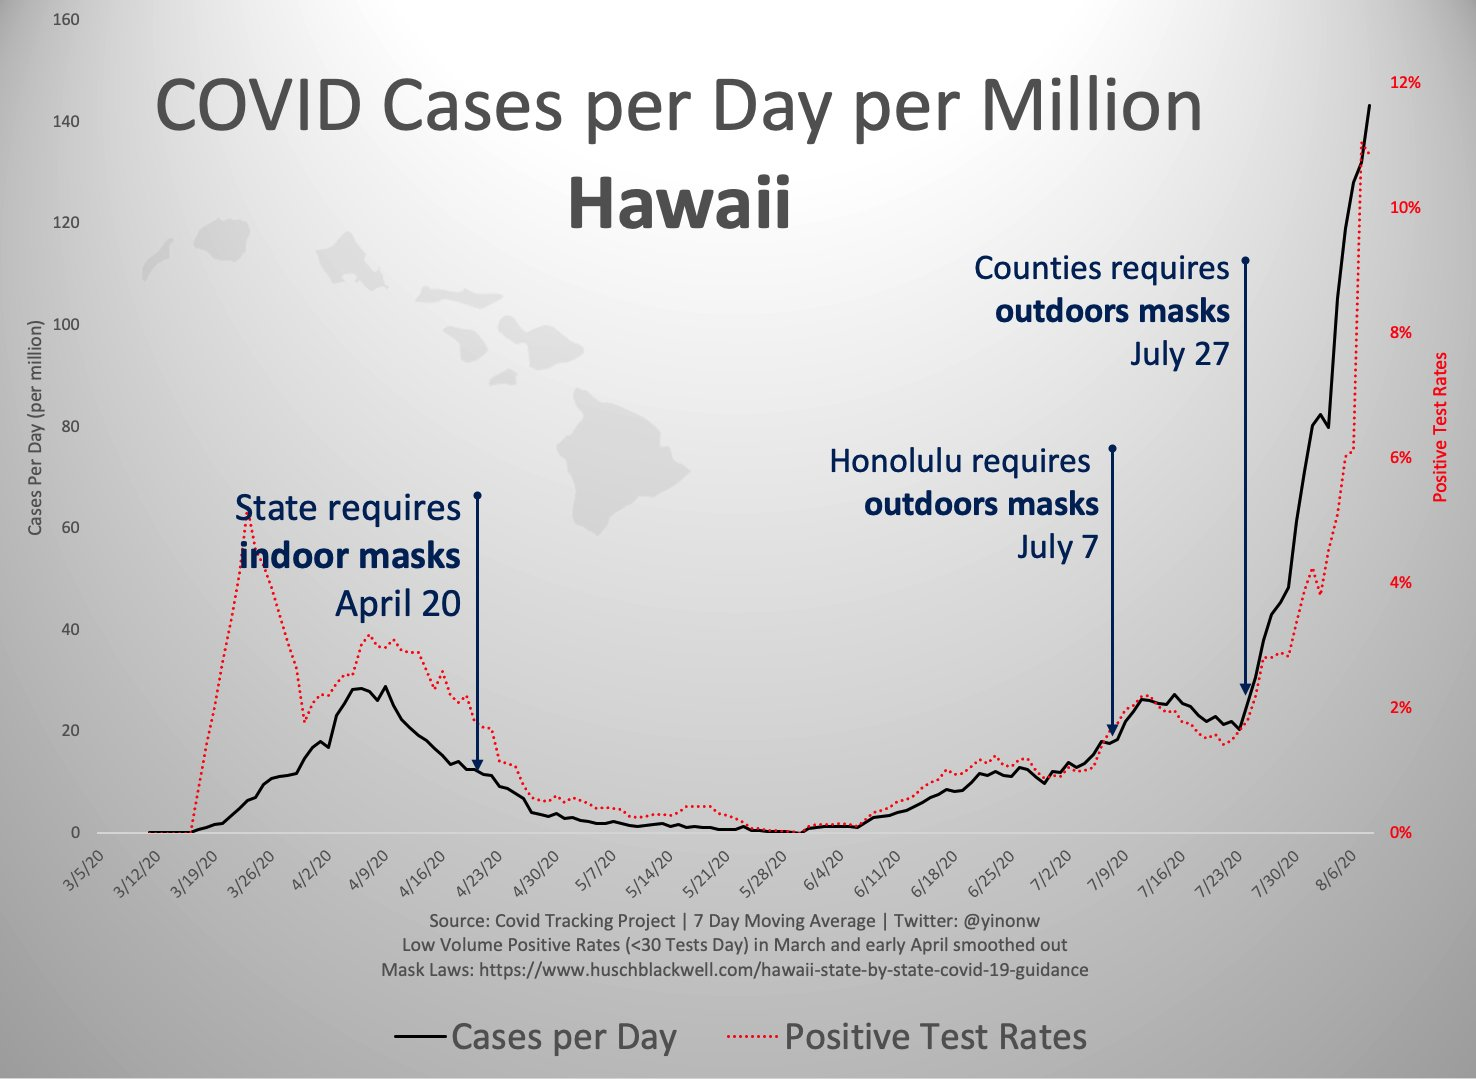 COVID Cases per Day per Million
Hawaii
160
140
120
100
80
60
40
20
0
Cases Per Day (per million)
12%
10%
8%
6%
4%
2%
0%
Positive Test Rates
State requires
indoor masks
April 20
Honolulu requires
outdoors masks
July 7
Counties requires
outdoors masks
July 27
3/5/20
3/12/20
3/19/20
3/26/20
4/2/20
4/9/20
4/16/20
4/23/20
4/30/20
5/7/20
5/14/20
5/21/20
5/28/20
6/4/20
6/11/20
6/18/20
6/25/20
7/2/20
7/9/20
7/16/20
7/23/20
7/30/20
8/6/20
Source: Covid Tracking Project | 7 Day Moving Average | Twitter: @yinonw
Low Volume Positive Rates (<30 Tests Day) in March and early April smoothed out
Mask Laws: https://www.huschblackwell.com/hawaii-state-by-state-covid-19-guidance
Cases per Day
Positive Test Rates